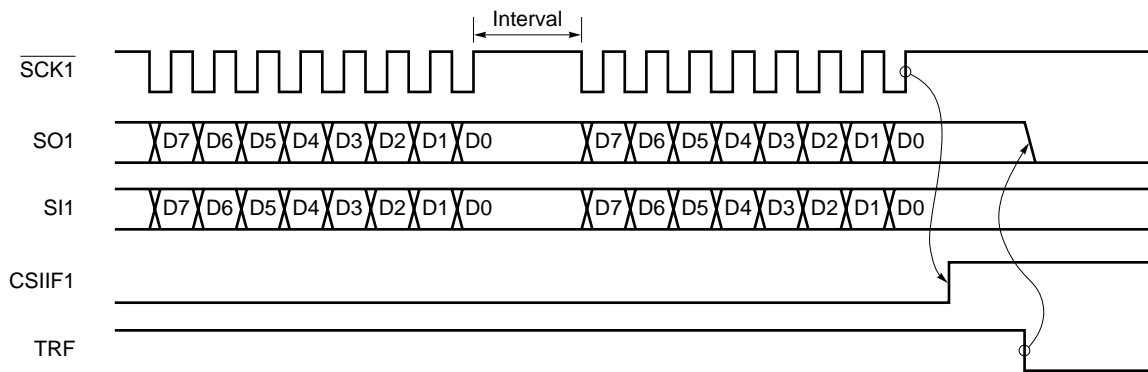 Interval
SCK1
SO1 D7 D6 D5 D4 D3 D2 D1 D0 D7 D6 D5 D4 D3 D2 D1 D0
SI1 D7 D6 D5 D4 D3 D2 D1 D0 D7 D6 D5 D4 D3 D2 D1 D0
CSIIF1
TRF